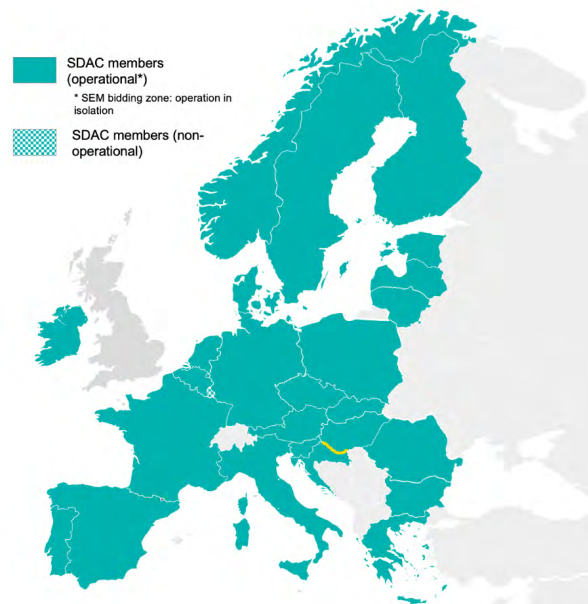 SDAC members
(operational*)
* SEM bidding zone: operation in
isolation
SDAC members (non-
operational)